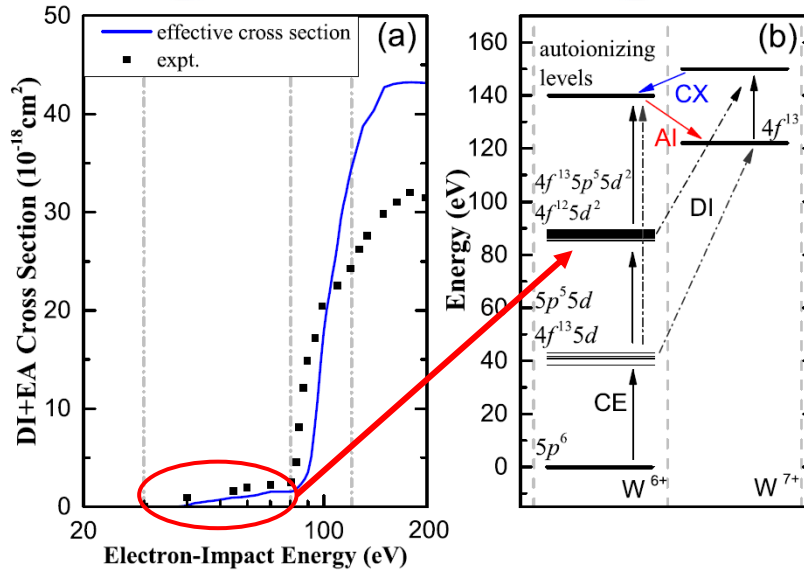 (a)
effective cross section
expt.
50
40
30
20
10
0
20
100
200
DI+EA Cross Section (10⁻¹⁸cm²)
Electron-Impact Energy (eV)
(b)
160
140
120
100
80
60
40
20
0
Energy (eV)
autoionizing
levels
CX
AI
4f¹³
4f¹³5p⁵5d²
4f¹²5d²
DI
5p⁵5d
4f¹³5d
CE
5p⁶
W⁶⁺
W⁷⁺